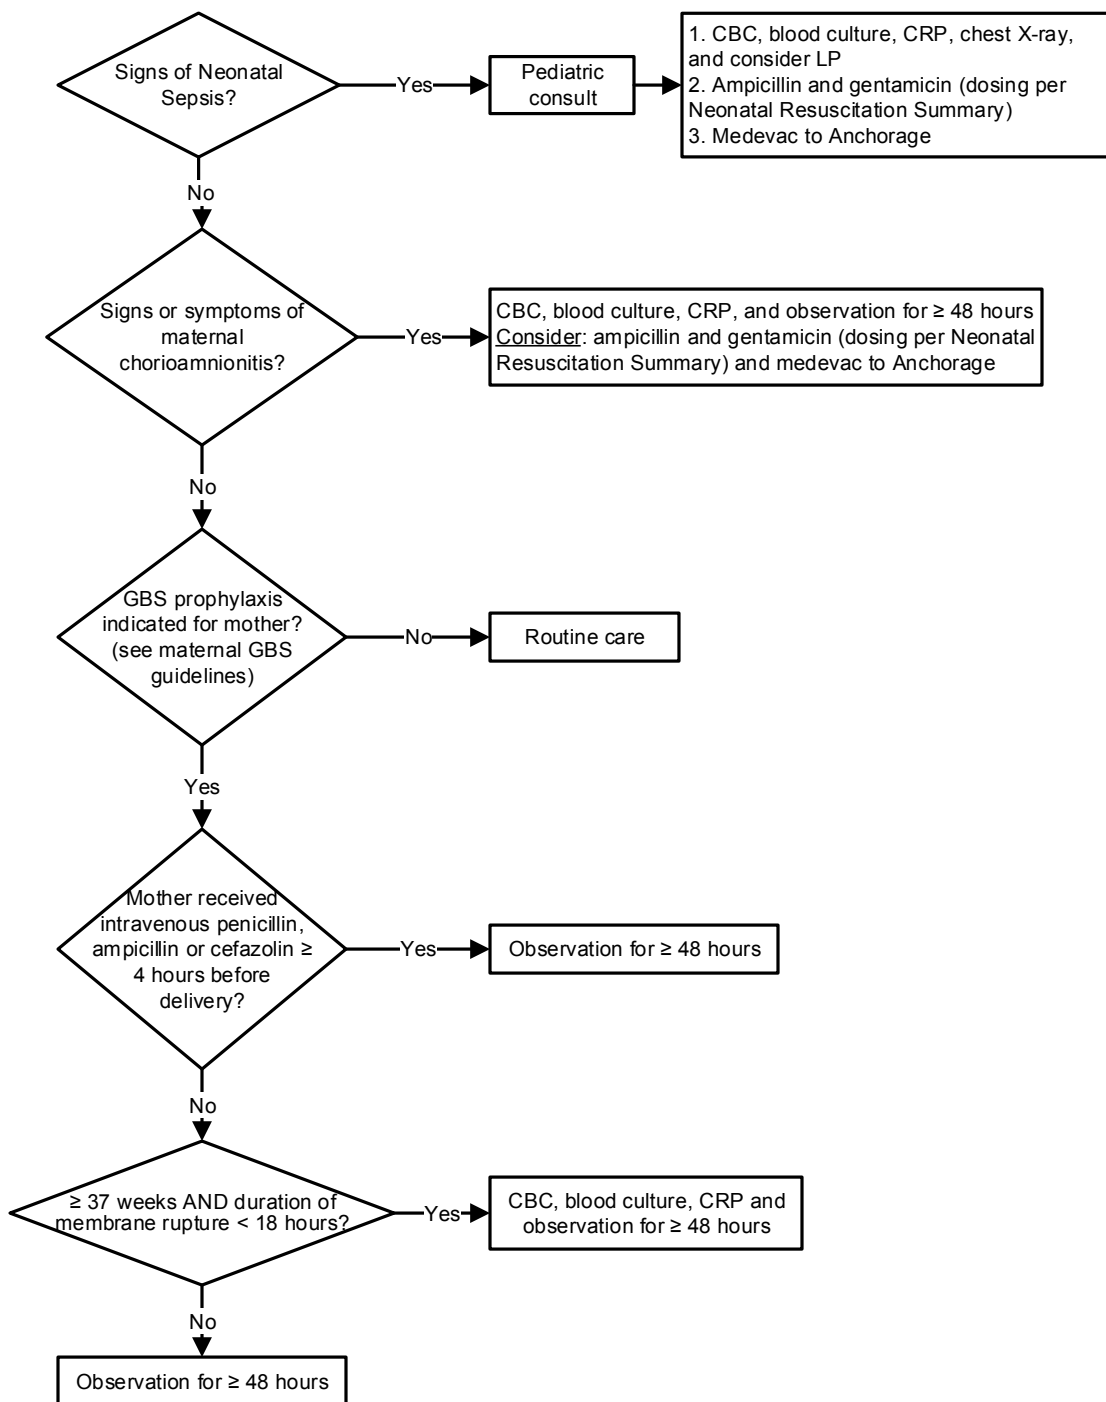 Signs of Neonatal
Sepsis?
Yes
Pediatric
consult
1. CBC, blood culture, CRP, chest X-ray,
and consider LP
2. Ampicillin and gentamicin (dosing per
Neonatal Resuscitation Summary)
3. Medevac to Anchorage
No
Signs or symptoms of
maternal
chorioamnionitis?
Yes
CBC, blood culture, CRP, and observation for ≥ 48 hours
Consider: ampicillin and gentamicin (dosing per Neonatal
Resuscitation Summary) and medevac to Anchorage
No
GBS prophylaxis
indicated for mother?
(see maternal GBS
guidelines)
No
Routine care
Yes
Mother received
intravenous penicillin,
ampicillin or cefazolin ≥
4 hours before
delivery?
Yes
Observation for ≥ 48 hours
No
≥ 37 weeks AND duration of
membrane rupture < 18 hours?
Yes
CBC, blood culture, CRP and
observation for ≥ 48 hours
No
Observation for ≥ 48 hours